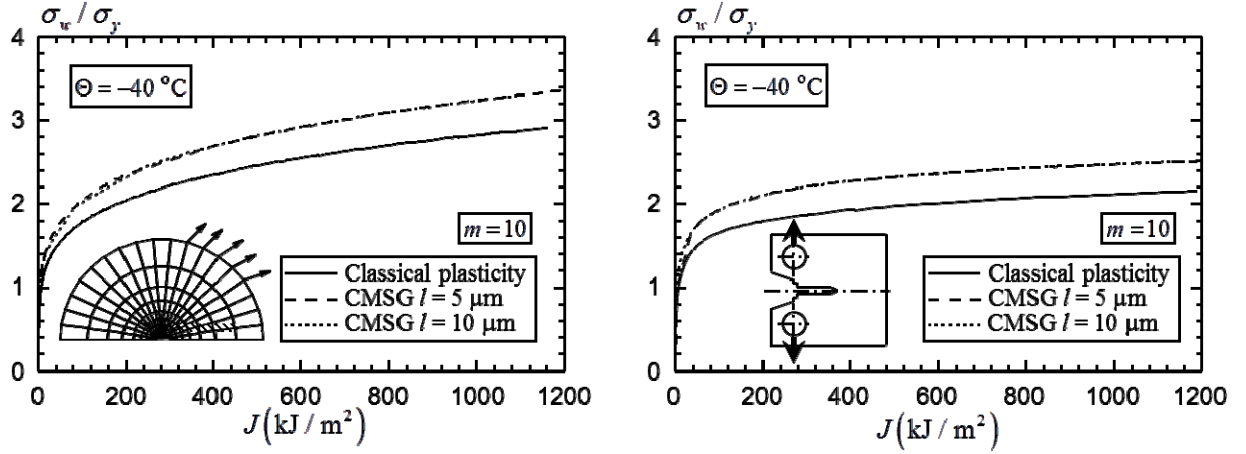 σw / σy
4
3
2
1
0
Θ = −40 °C
m = 10
Classical plasticity
CMSG l = 5 μm
CMSG l = 10 μm
0 200 400 600 800 1000 1200
J (kJ / m²)
σw / σy
4
3
2
1
0
Θ = −40 °C
m = 10
Classical plasticity
CMSG l = 5 μm
CMSG l = 10 μm
0 200 400 600 800 1000 1200
J (kJ / m²)